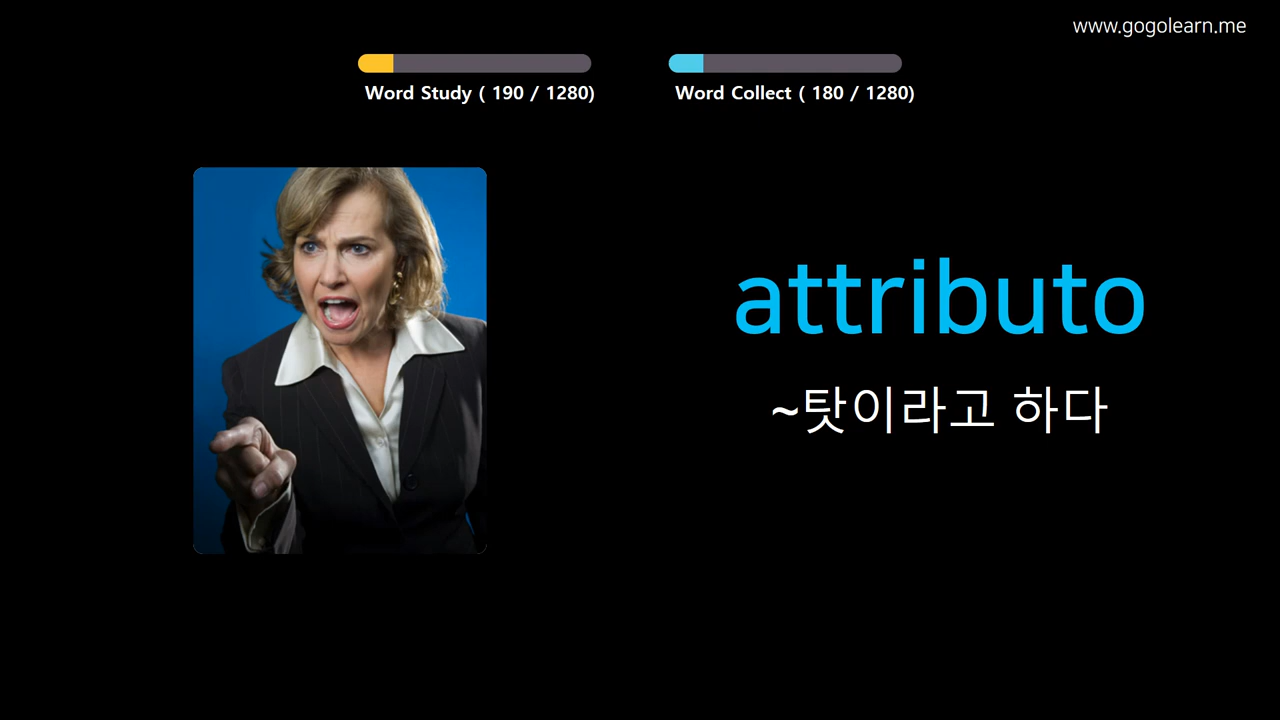 www.gogolearn.me
Word Study ( 190 / 1280)
Word Collect ( 180 / 1280)
attributo
~탓이라고 하다